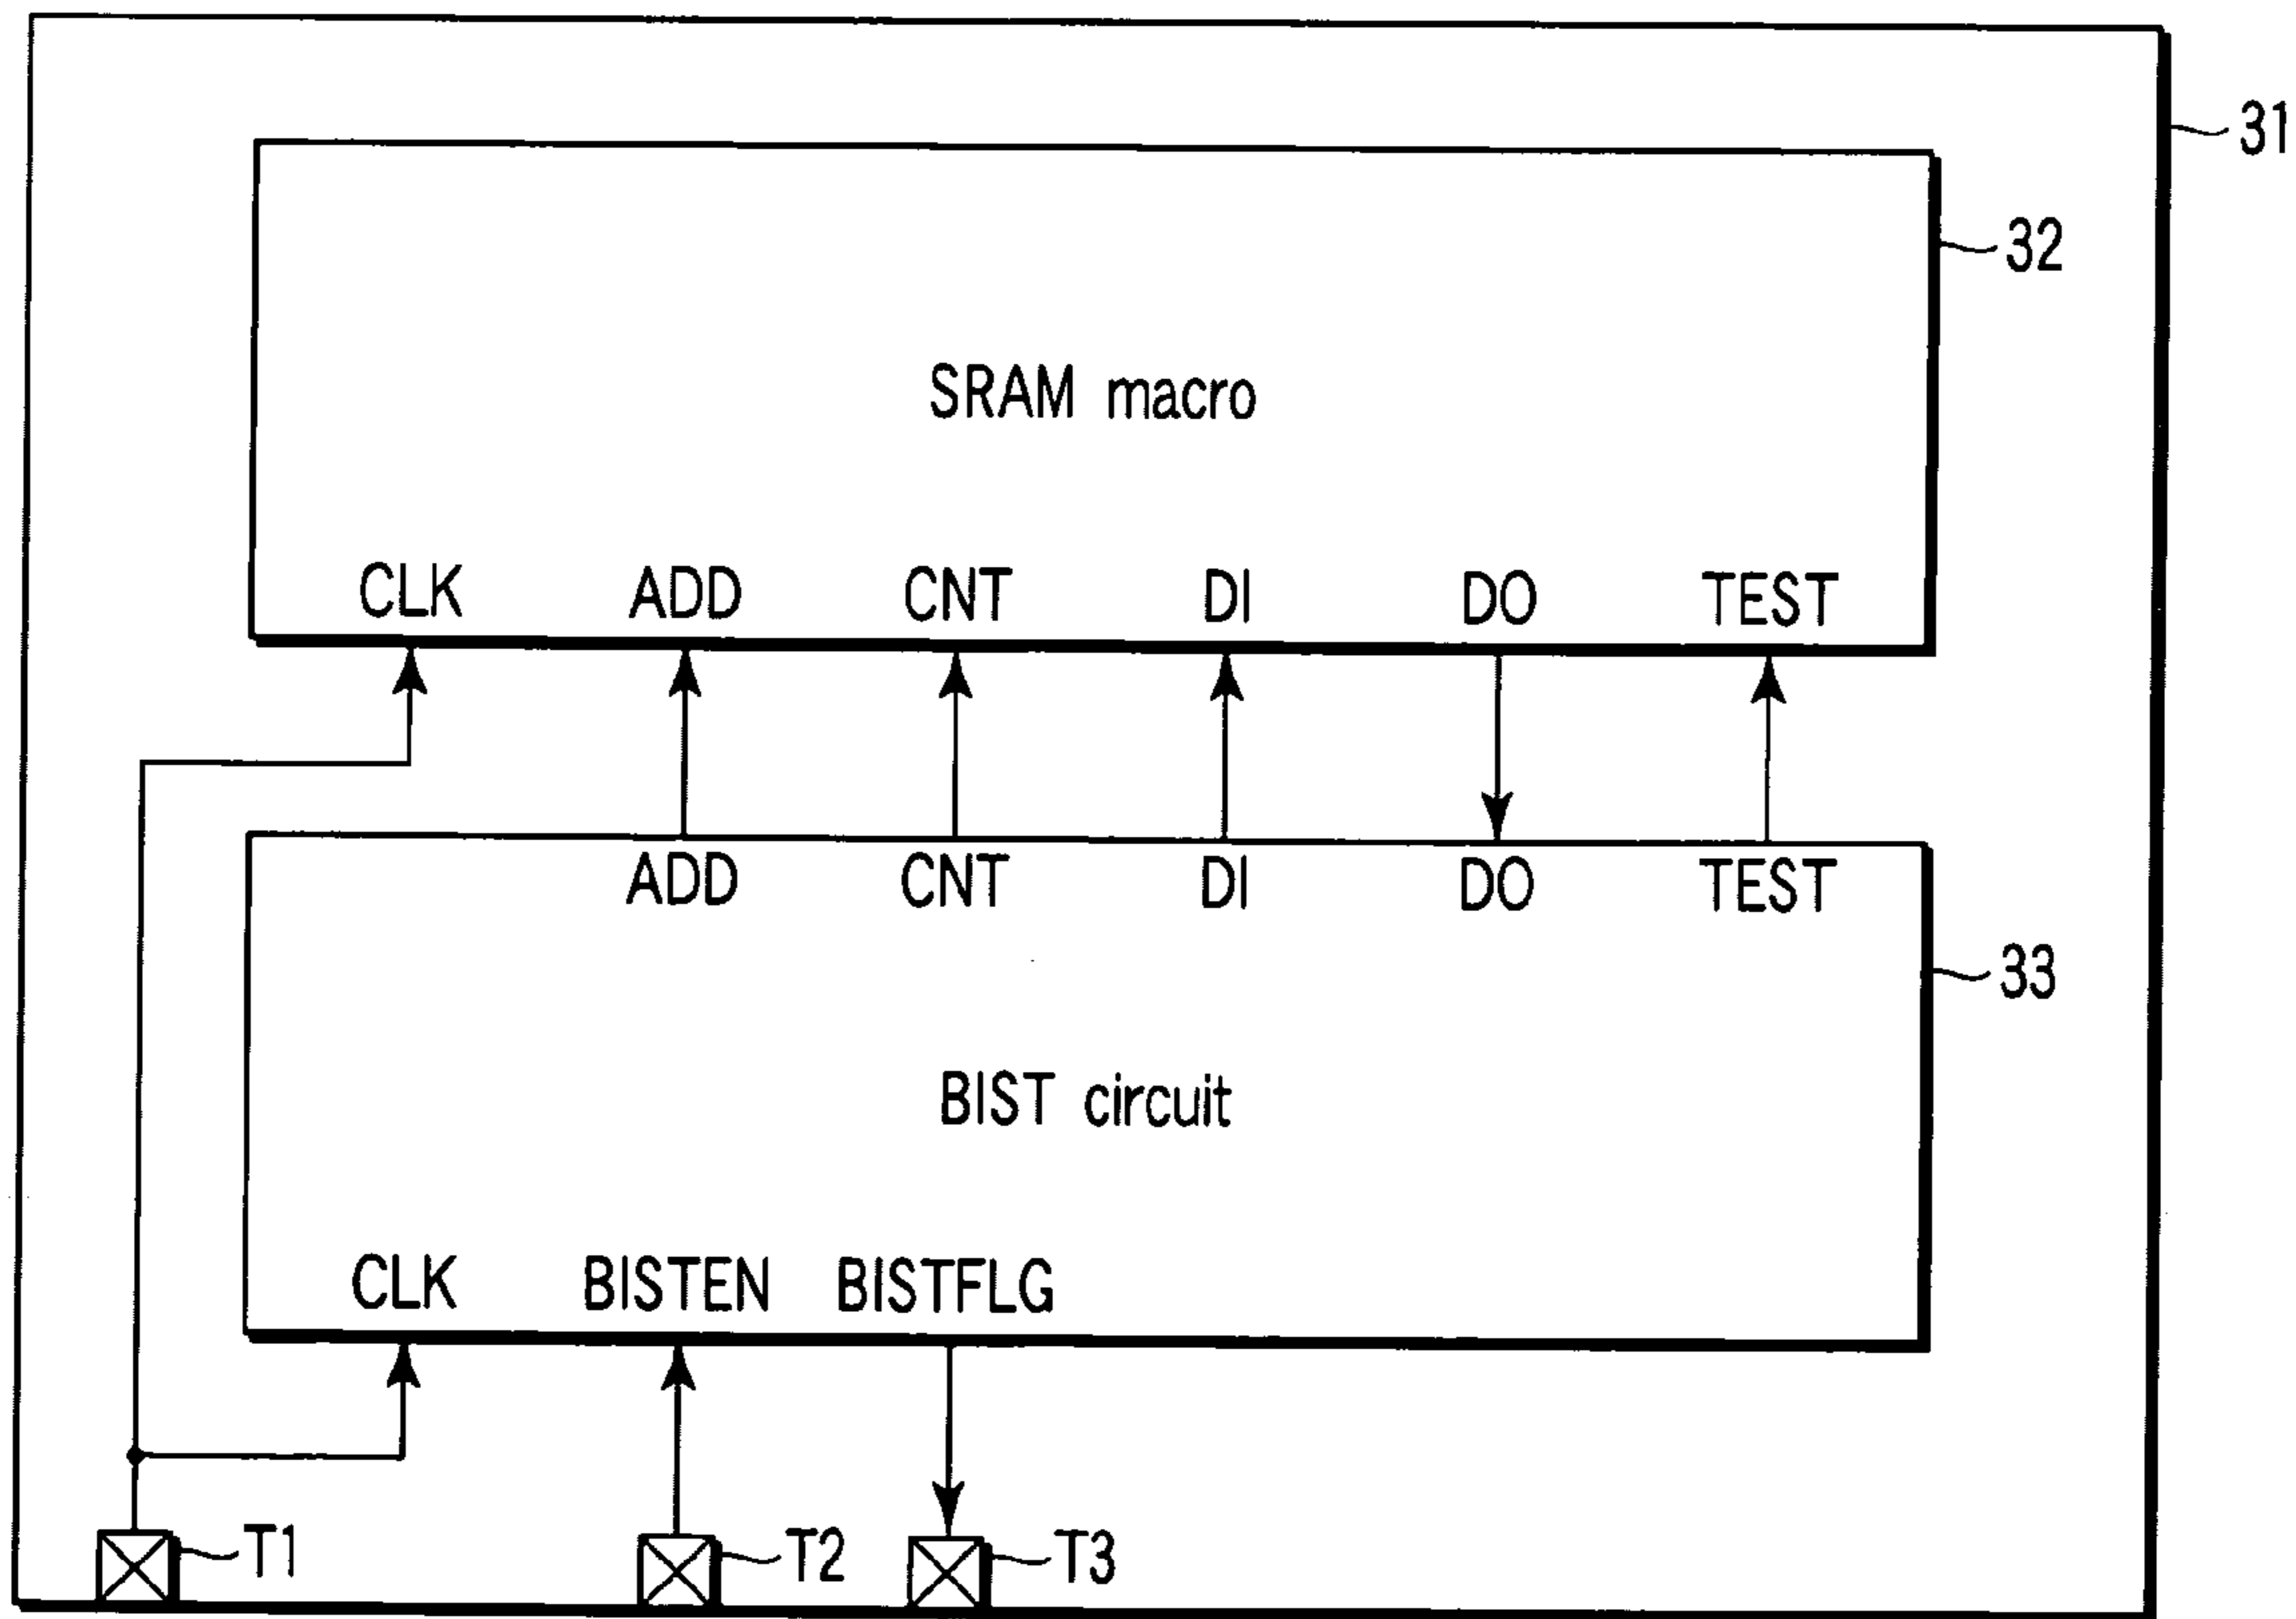 31
32
SRAM macro
CLK ADD CNT DI DO TEST
ADD CNT DI DO TEST
33
BIST circuit
CLK BISTEN BISTFLG
T1 T2 T3